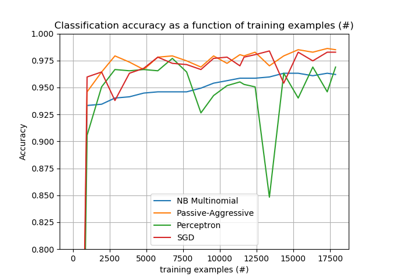 Classification accuracy as a function of training examples (#)
1.000
0.975
0.950
0.925
0.900
0.875
0.850
0.825
0.800
Accuracy
NB Multinomial
Passive-Aggressive
Perceptron
SGD
0 2500 5000 7500 10000 12500 15000 17500
training examples (#)